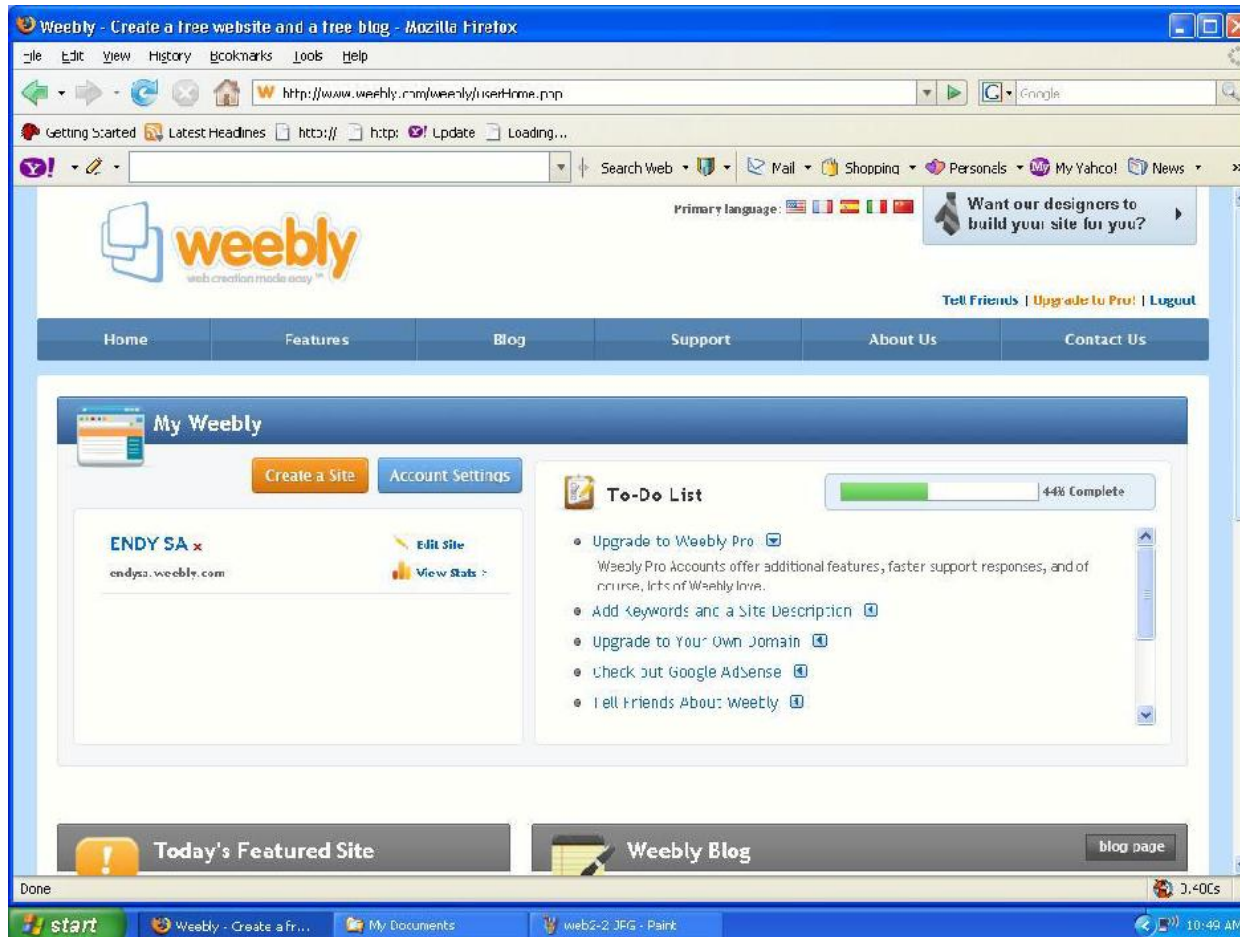 Weebly - Create a free website and a free blog - Mozilla Firefox
File Edit View History Bookmarks Tools Help
http://www.weebly.com/weebly/userHome.php
G Google
Getting Started Latest Headlines http:// http: Update Loading...
Y! Search Web Mail Shopping Personals My Yahoo! News »
Primary language:
Want our designers to
build your site for you?
weebly
web creation made easy
Tell Friends | Upgrade to Pro! | Logout
Home Features Blog Support About Us Contact Us
My Weebly
Create a Site Account Settings
To-Do List
44% Complete
ENDY SA x
Edit Site
endysa.weebly.com
View Stats >
Upgrade to Weebly Pro
Weebly Pro Accounts offer additional features, faster support responses, and of
course, lots of Weebly love.
Add Keywords and a Site Description
Upgrade to Your Own Domain
Check out Google AdSense
Tell Friends About Weebly
Today's Featured Site
Weebly Blog
blog page
Done
0.400s
start Weebly - Create a fr... My Documents web2-2 JPG - Paint 10:49 AM